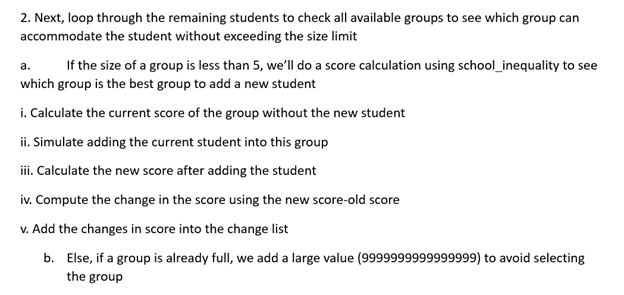 2. Next, loop through the remaining students to check all available groups to see which group can
accommodate the student without exceeding the size limit
a. If the size of a group is less than 5, we'll do a score calculation using school_inequality to see
which group is the best group to add a new student
i. Calculate the current score of the group without the new student
ii. Simulate adding the current student into this group
iii. Calculate the new score after adding the student
iv. Compute the change in the score using the new score-old score
v. Add the changes in score into the change list
b. Else, if a group is already full, we add a large value (9999999999999999) to avoid selecting
the group